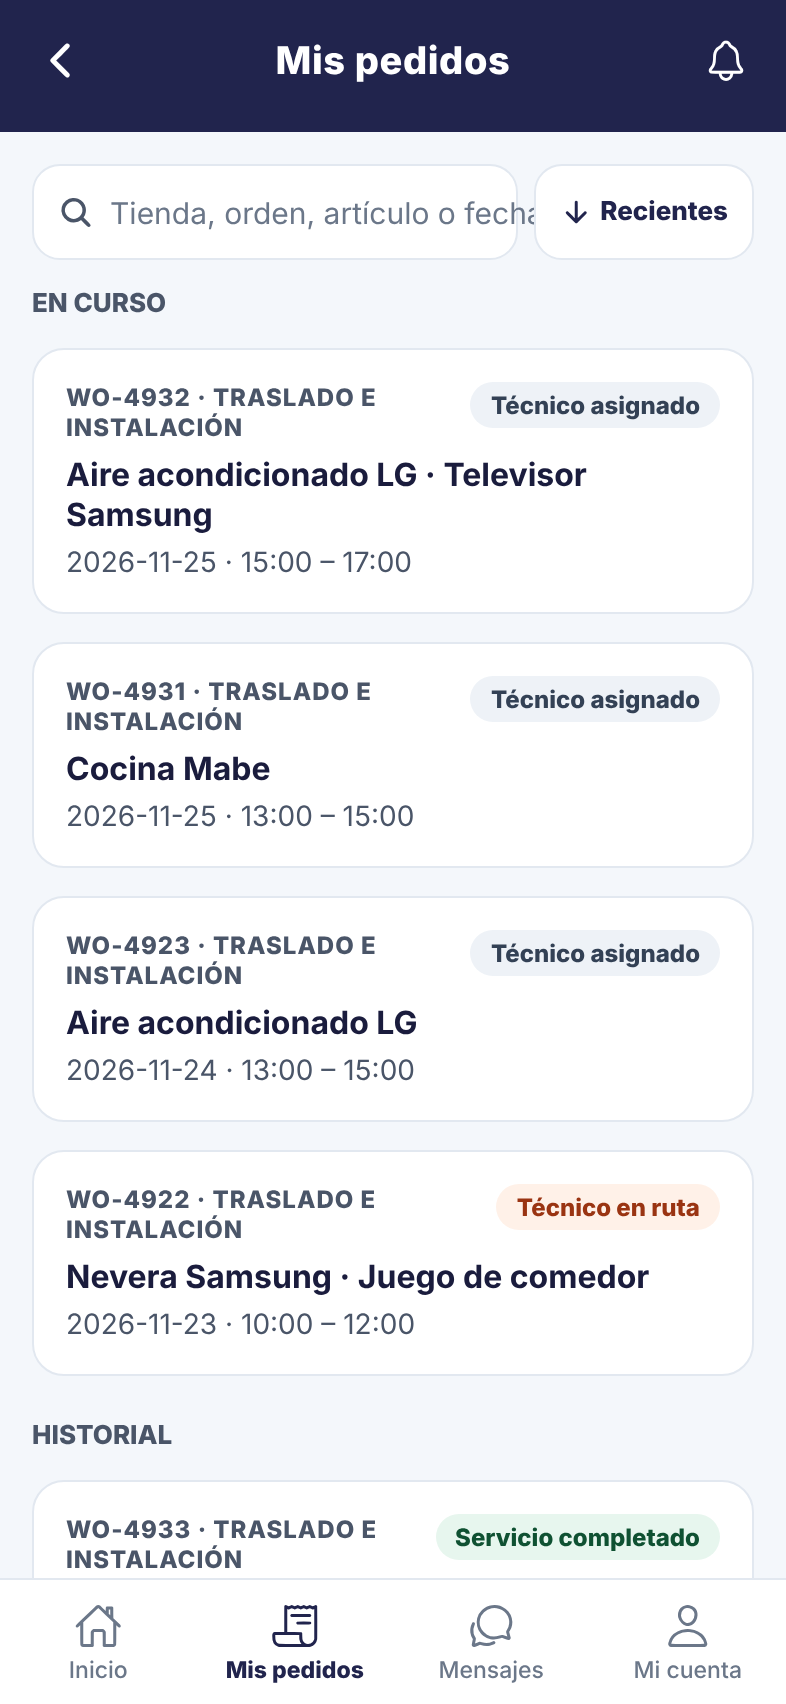 Mis pedidos
Tienda, orden, artículo o fecha
Recientes
EN CURSO
WO-4932 · TRASLADO E
INSTALACIÓN
Técnico asignado
Aire acondicionado LG · Televisor
Samsung
2026-11-25 · 15:00 – 17:00
WO-4931 · TRASLADO E
INSTALACIÓN
Técnico asignado
Cocina Mabe
2026-11-25 · 13:00 – 15:00
WO-4923 · TRASLADO E
INSTALACIÓN
Técnico asignado
Aire acondicionado LG
2026-11-24 · 13:00 – 15:00
WO-4922 · TRASLADO E
INSTALACIÓN
Técnico en ruta
Nevera Samsung · Juego de comedor
2026-11-23 · 10:00 – 12:00
HISTORIAL
WO-4933 · TRASLADO E
INSTALACIÓN
Servicio completado
Inicio
Mis pedidos
Mensajes
Mi cuenta